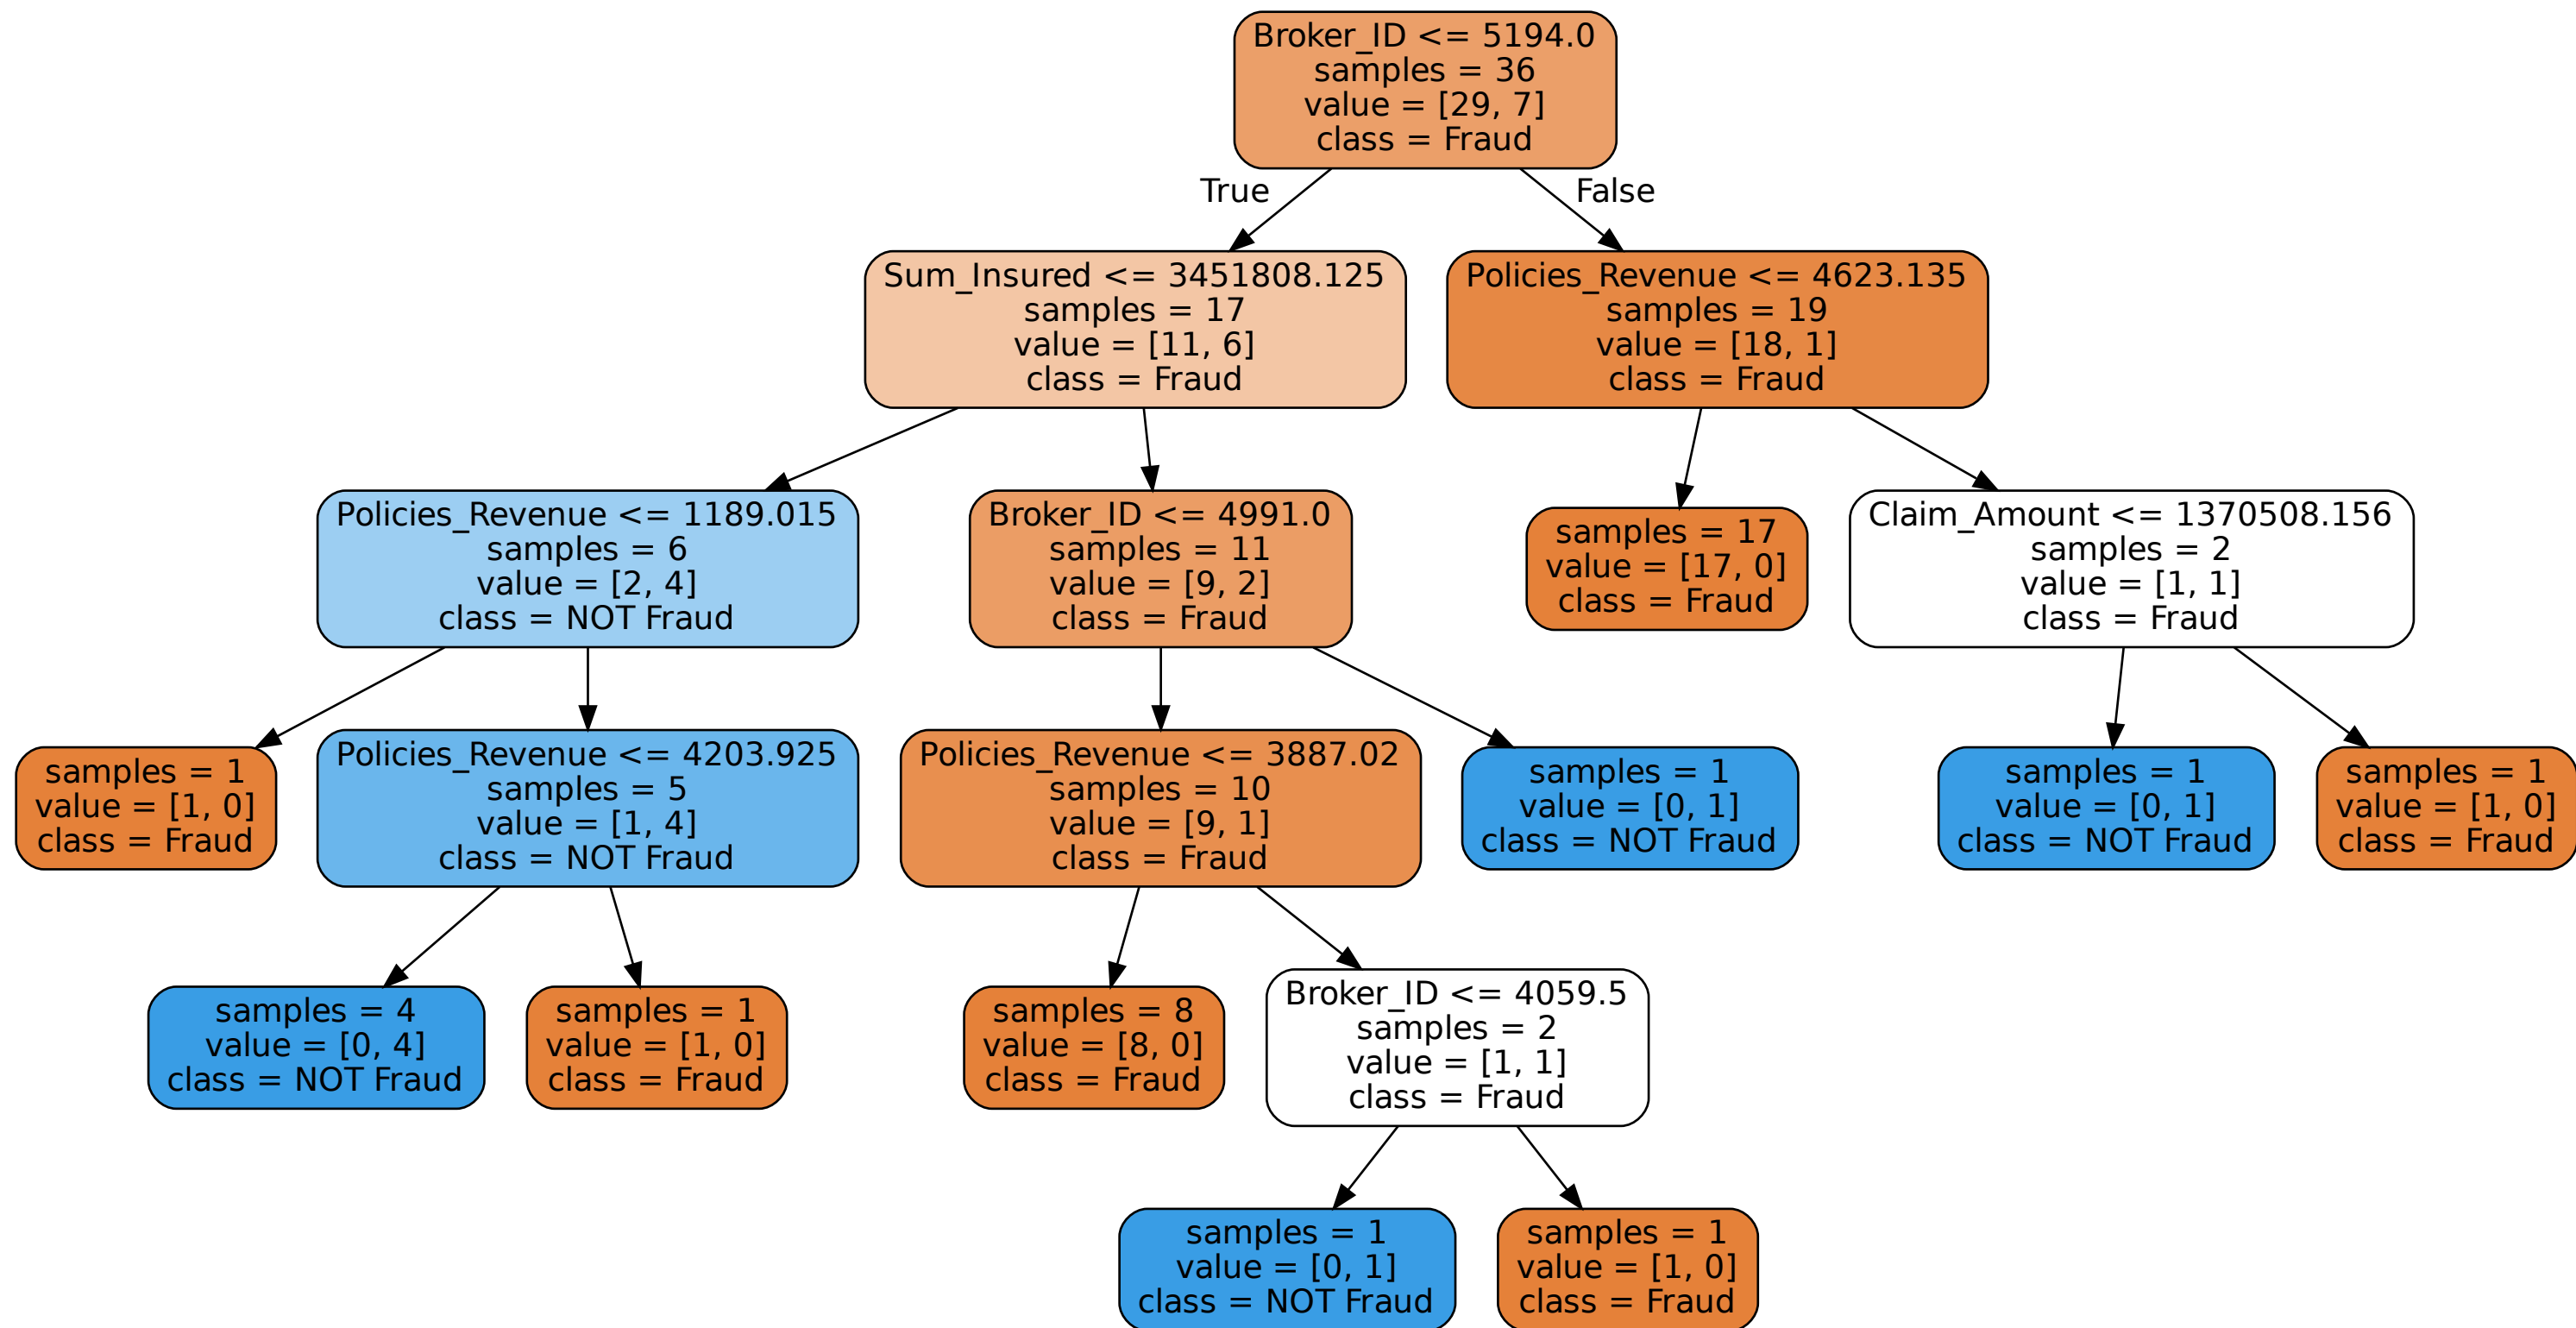 Broker_ID <= 5194.0
samples = 36
value = [29, 7]
class = Fraud
True
False
Sum_Insured <= 3451808.125
samples = 17
value = [11, 6]
class = Fraud
Policies_Revenue <= 4623.135
samples = 19
value = [18, 1]
class = Fraud
Policies_Revenue <= 1189.015
samples = 6
value = [2, 4]
class = NOT Fraud
Broker_ID <= 4991.0
samples = 11
value = [9, 2]
class = Fraud
samples = 17
value = [17, 0]
class = Fraud
Claim_Amount <= 1370508.156
samples = 2
value = [1, 1]
class = Fraud
samples = 1
value = [1, 0]
class = Fraud
Policies_Revenue <= 4203.925
samples = 5
value = [1, 4]
class = NOT Fraud
Policies_Revenue <= 3887.02
samples = 10
value = [9, 1]
class = Fraud
samples = 1
value = [0, 1]
class = NOT Fraud
samples = 1
value = [0, 1]
class = NOT Fraud
samples = 1
value = [1, 0]
class = Fraud
samples = 4
value = [0, 4]
class = NOT Fraud
samples = 1
value = [1, 0]
class = Fraud
samples = 8
value = [8, 0]
class = Fraud
Broker_ID <= 4059.5
samples = 2
value = [1, 1]
class = Fraud
samples = 1
value = [0, 1]
class = NOT Fraud
samples = 1
value = [1, 0]
class = Fraud